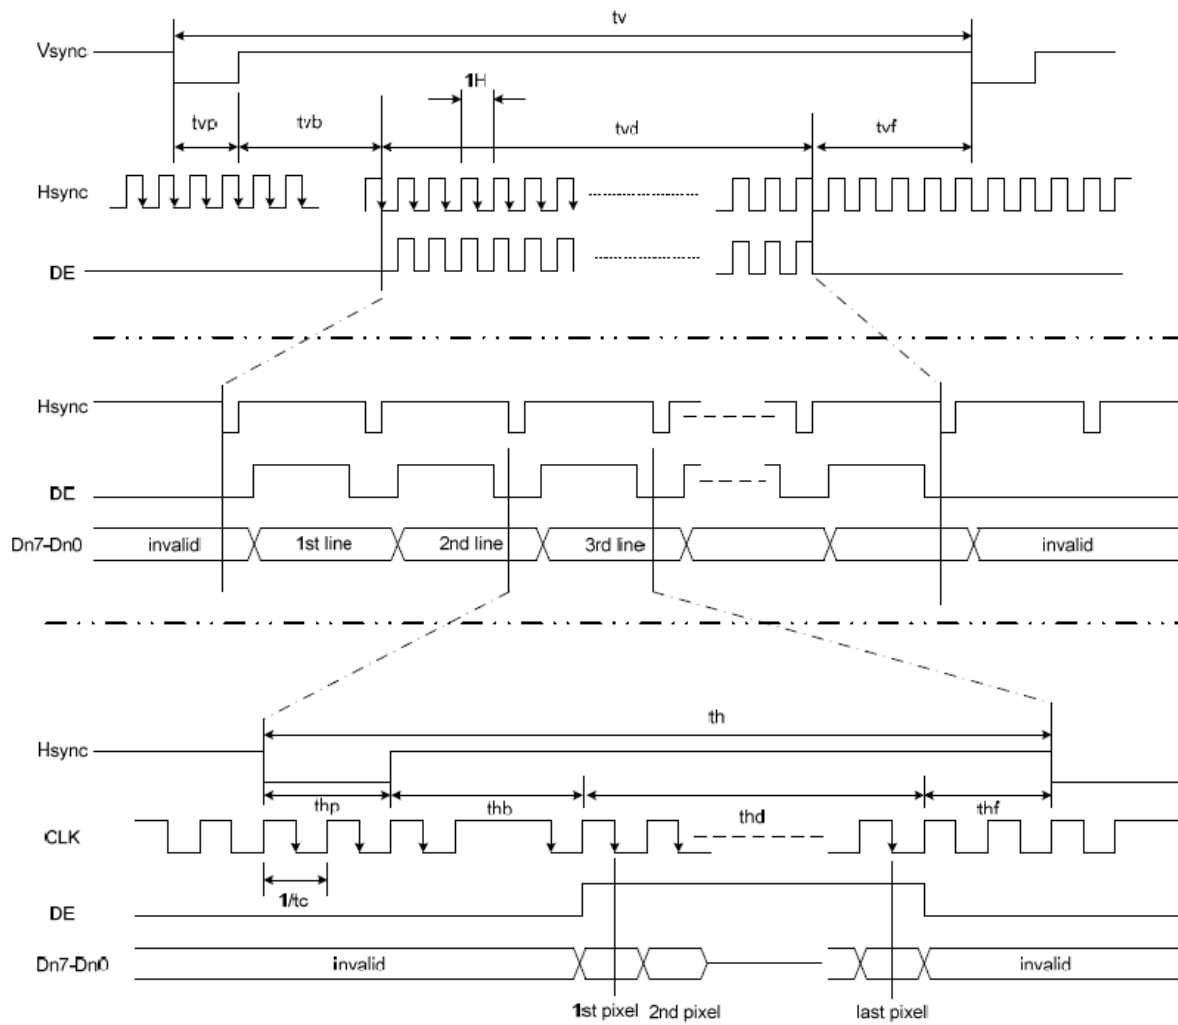 tv
Vsync
1H
tvp
tvb
tvd
tvf
Hsync
DE
Hsync
DE
Dn7-Dn0
invalid
1st line
2nd line
3rd line
invalid
th
Hsync
thp
thb
thd
thf
CLK
1/tc
DE
Dn7-Dn0
invalid
invalid
1st pixel
2nd pixel
last pixel